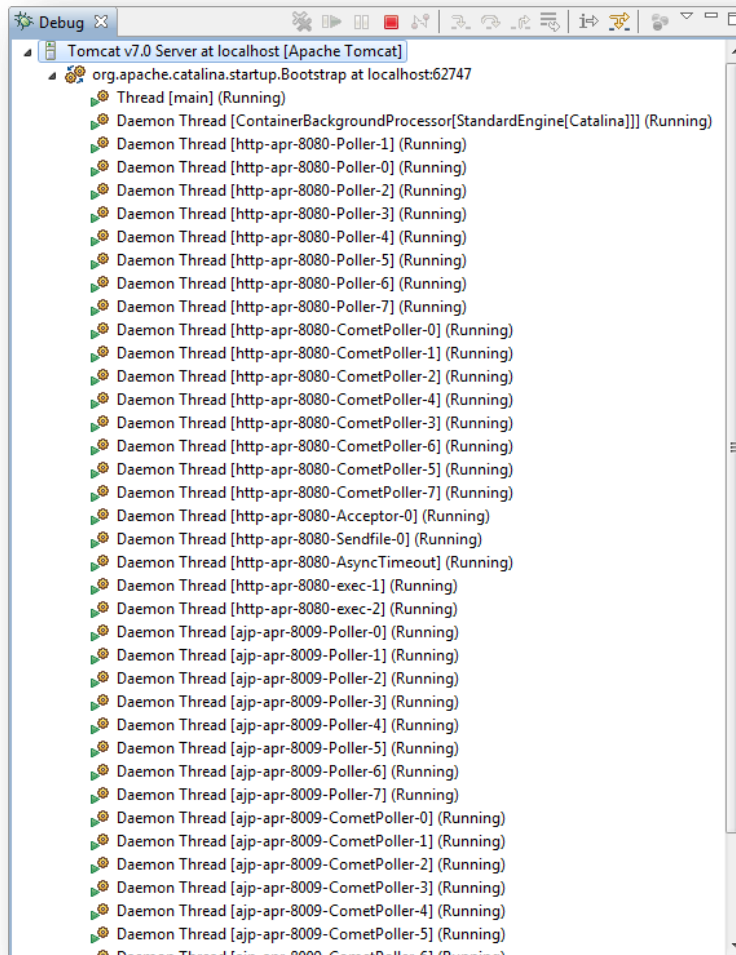 Debug
Tomcat v7.0 Server at localhost [Apache Tomcat]
org.apache.catalina.startup.Bootstrap at localhost:62747
Thread [main] (Running)
Daemon Thread [ContainerBackgroundProcessor[StandardEngine[Catalina]]] (Running)
Daemon Thread [http-apr-8080-Poller-1] (Running)
Daemon Thread [http-apr-8080-Poller-0] (Running)
Daemon Thread [http-apr-8080-Poller-2] (Running)
Daemon Thread [http-apr-8080-Poller-3] (Running)
Daemon Thread [http-apr-8080-Poller-4] (Running)
Daemon Thread [http-apr-8080-Poller-5] (Running)
Daemon Thread [http-apr-8080-Poller-6] (Running)
Daemon Thread [http-apr-8080-Poller-7] (Running)
Daemon Thread [http-apr-8080-CometPoller-0] (Running)
Daemon Thread [http-apr-8080-CometPoller-1] (Running)
Daemon Thread [http-apr-8080-CometPoller-2] (Running)
Daemon Thread [http-apr-8080-CometPoller-4] (Running)
Daemon Thread [http-apr-8080-CometPoller-3] (Running)
Daemon Thread [http-apr-8080-CometPoller-6] (Running)
Daemon Thread [http-apr-8080-CometPoller-5] (Running)
Daemon Thread [http-apr-8080-CometPoller-7] (Running)
Daemon Thread [http-apr-8080-Acceptor-0] (Running)
Daemon Thread [http-apr-8080-Sendfile-0] (Running)
Daemon Thread [http-apr-8080-AsyncTimeout] (Running)
Daemon Thread [http-apr-8080-exec-1] (Running)
Daemon Thread [http-apr-8080-exec-2] (Running)
Daemon Thread [ajp-apr-8009-Poller-0] (Running)
Daemon Thread [ajp-apr-8009-Poller-1] (Running)
Daemon Thread [ajp-apr-8009-Poller-2] (Running)
Daemon Thread [ajp-apr-8009-Poller-3] (Running)
Daemon Thread [ajp-apr-8009-Poller-4] (Running)
Daemon Thread [ajp-apr-8009-Poller-5] (Running)
Daemon Thread [ajp-apr-8009-Poller-6] (Running)
Daemon Thread [ajp-apr-8009-Poller-7] (Running)
Daemon Thread [ajp-apr-8009-CometPoller-0] (Running)
Daemon Thread [ajp-apr-8009-CometPoller-1] (Running)
Daemon Thread [ajp-apr-8009-CometPoller-2] (Running)
Daemon Thread [ajp-apr-8009-CometPoller-3] (Running)
Daemon Thread [ajp-apr-8009-CometPoller-4] (Running)
Daemon Thread [ajp-apr-8009-CometPoller-5] (Running)